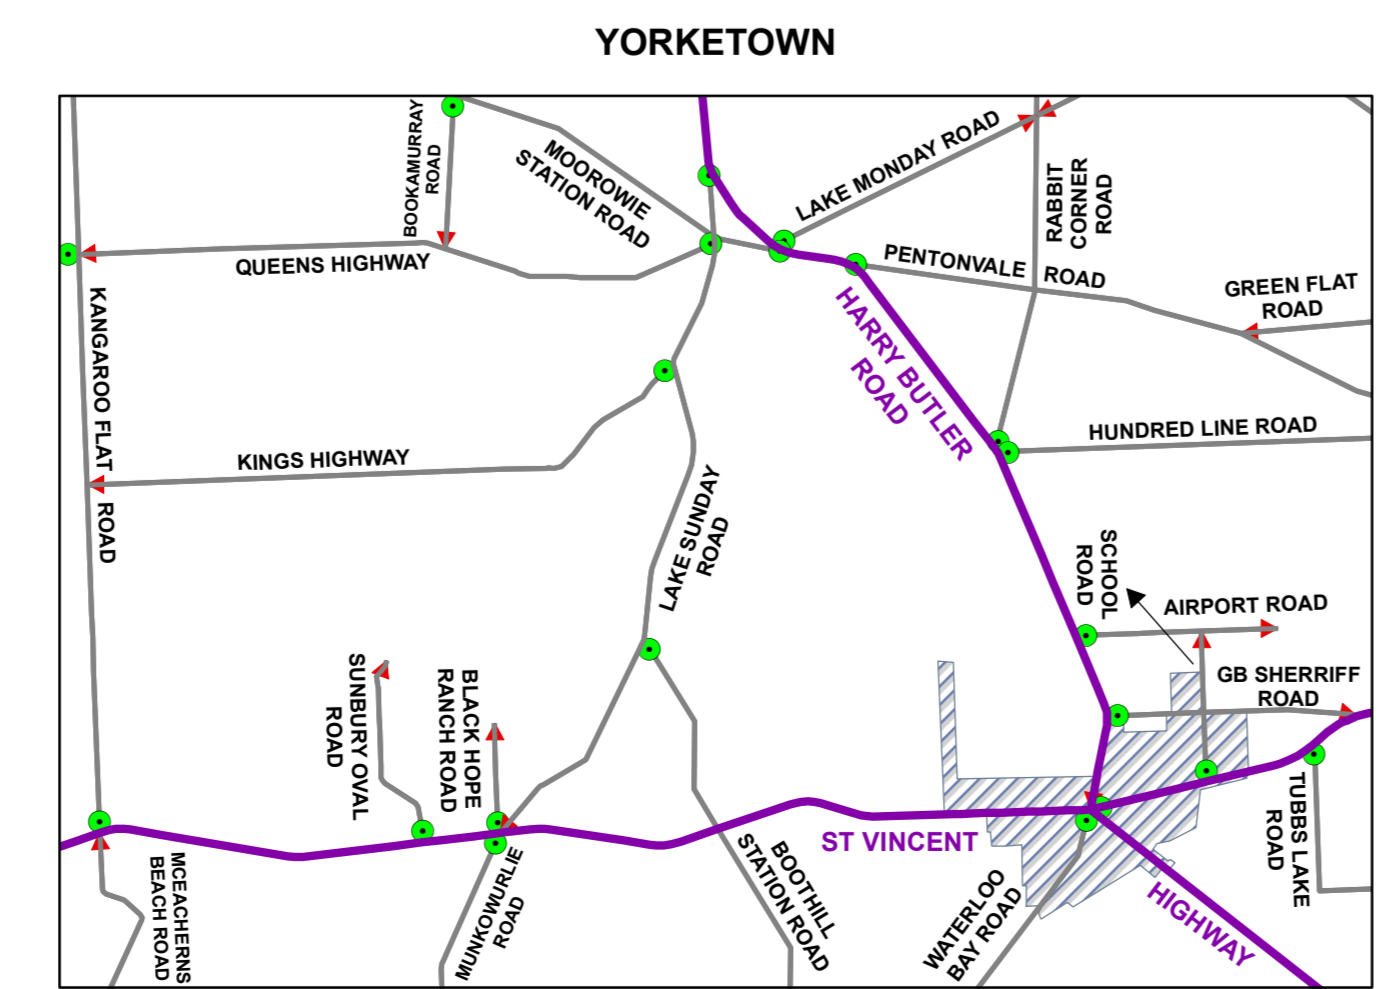 YORKETOWN
BOOKAMURRAY
ROAD
MOOROWIE
STATION ROAD
LAKE MONDAY ROAD
RABBIT
CORNER
ROAD
QUEENS HIGHWAY
PENTONVALE ROAD
GREEN FLAT
ROAD
KANGAROO FLAT ROAD
HARRY BUTLER
ROAD
HUNDRED LINE ROAD
KINGS HIGHWAY
LAKE SUNDAY
ROAD
SCHOOL
ROAD
AIRPORT ROAD
GB SHERRIFF
ROAD
SUNBURY OVAL
ROAD
BLACK HOPE
RANCH ROAD
TUBBS LAKE
ROAD
ST VINCENT
HIGHWAY
MCEACHERNS
BEACH ROAD
MUNKOWURLIE
ROAD
BOOTHILL
STATION ROAD
WATERLOO
BAY ROAD